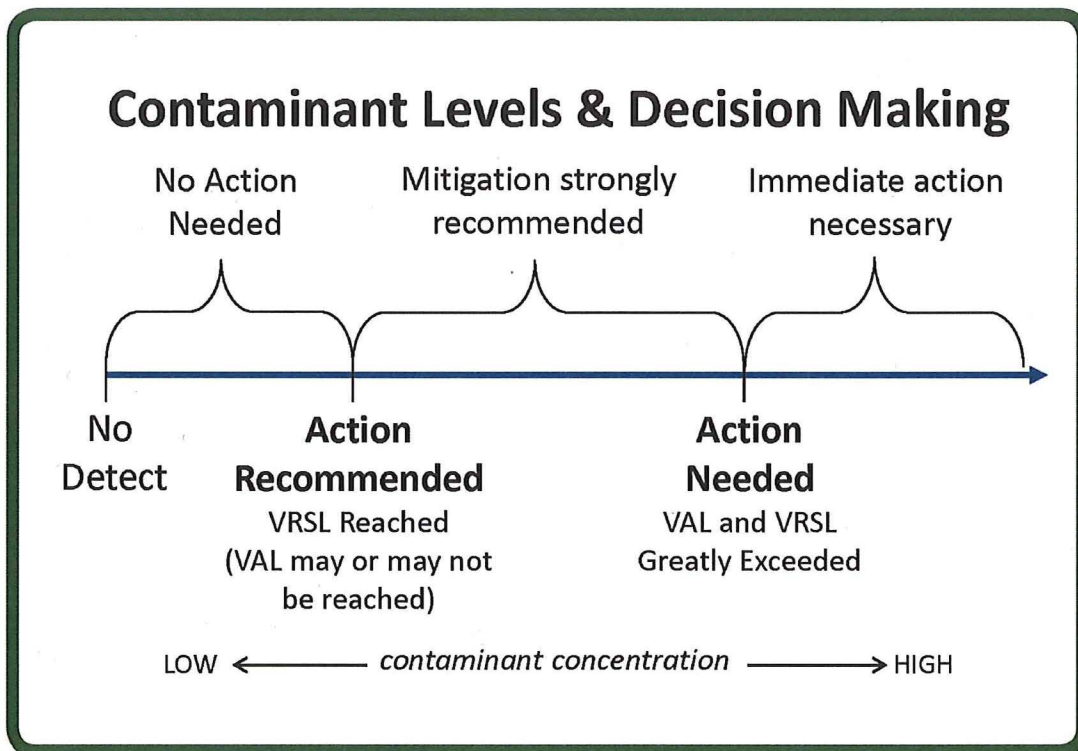 Contaminant Levels & Decision Making
No Action
Needed
Mitigation strongly
recommended
Immediate action
necessary
No
Detect
Action
Recommended
VRSL Reached
(VAL may or may not
be reached)
Action
Needed
VAL and VRSL
Greatly Exceeded
LOW contaminant concentration HIGH